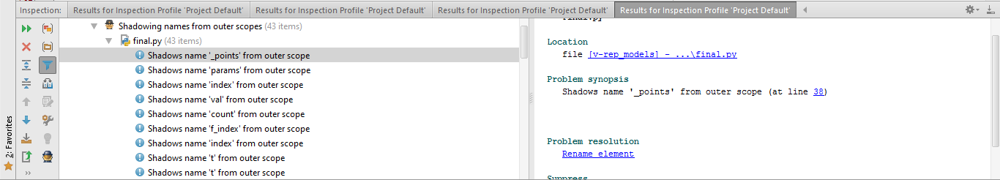 Inspection: Results for Inspection Profile 'Project Default' Results for Inspection Profile 'Project Default' Results for Inspection Profile 'Project Default' Results for Inspection Profile 'Project Default'
2: Favorites
Shadowing names from outer scopes (43 items)
final.py (43 items)
Shadows name '_points' from outer scope
Shadows name 'params' from outer scope
Shadows name 'index' from outer scope
Shadows name 'val' from outer scope
Shadows name 'count' from outer scope
Shadows name 'f_index' from outer scope
Shadows name 'index' from outer scope
Shadows name 't' from outer scope
Shadows name 't' from outer scope
final.py
Location
file [v-rep_models] - ...\final.py
Problem synopsis
Shadows name '_points' from outer scope (at line 38)
Problem resolution
Rename element
Suppress